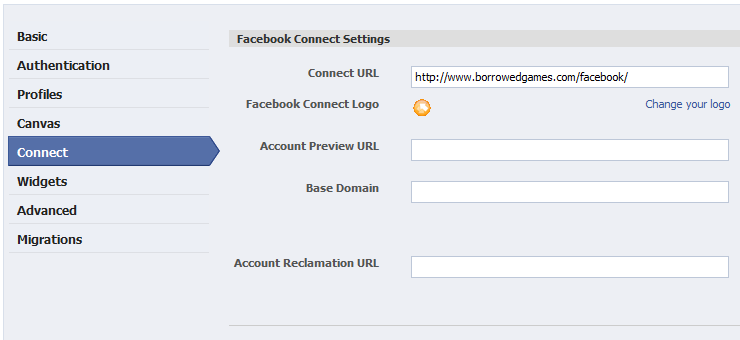 Basic
Authentication
Profiles
Canvas
Connect
Widgets
Advanced
Migrations
Facebook Connect Settings
Connect URL http://www.borrowedgames.com/facebook/
Facebook Connect Logo Change your logo
Account Preview URL
Base Domain
Account Reclamation URL